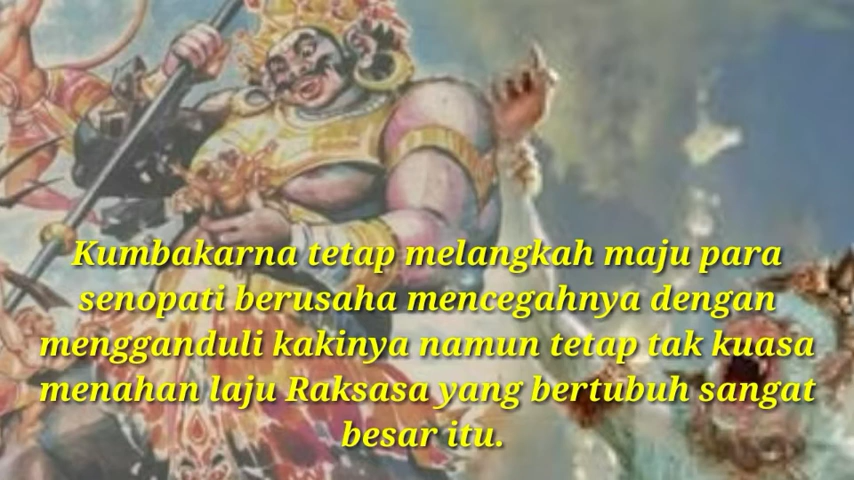 Kumbakarna tetap melangkah maju para
senopati berusaha mencegahnya dengan
mengganduli kakinya namun tetap tak kuasa
menahan laju Raksasa yang bertubuh sangat
besar itu.